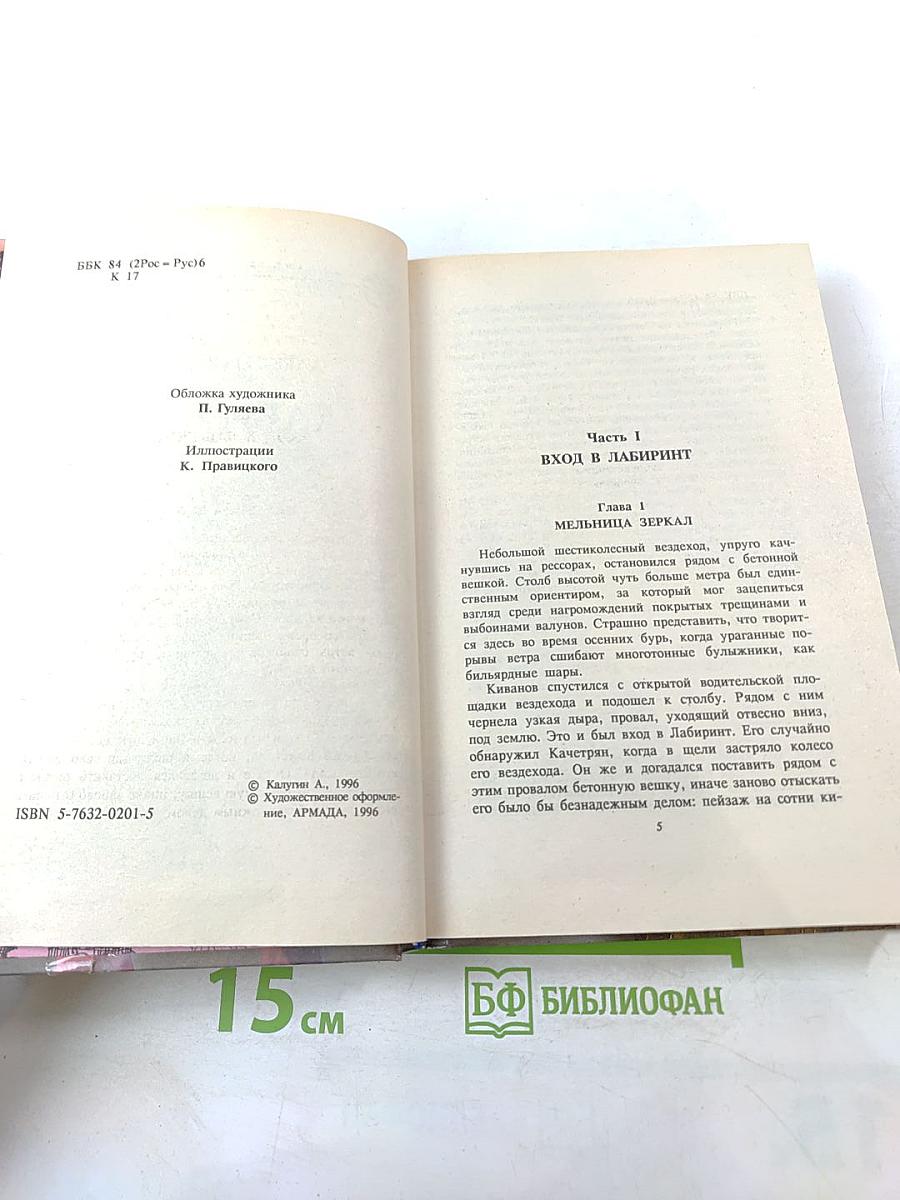 ББК 84 (2Рос=Рус)6
К 17
Обложка художника
П. Гуляева
Иллюстрации
К. Правицкого
ISBN 5-7632-0201-5
© Калугин А., 1996
© Художественное оформле-
ние, АРМАДА, 1996
Часть I
ВХОД В ЛАБИРИНТ
Глава 1
МЕЛЬНИЦА ЗЕРКАЛ
Небольшой шестиколесный вездеход, упруго кач-
нувшись на рессорах, остановился рядом с бетонной
вешкой. Столб высотой чуть больше метра был един-
ственным ориентиром, за который мог зацепиться
взгляд среди нагромождений покрытых трещинами и
выбоинами валунов. Страшно представить, что творит-
ся здесь во время осенних бурь, когда ураганные по-
рывы ветра сшибают многотонные булыжники, как
бильярдные шары.
Киванов спустился с открытой водительской пло-
щадки вездехода и подошел к столбу. Рядом с ним
чернела узкая дыра, провал, уходящий отвесно вниз,
под землю. Это и был вход в Лабиринт. Его случайно
обнаружил Качетрян, когда в щели застряло колесо
его вездехода. Он же и догадался поставить рядом с
этим провалом бетонную вешку, иначе заново отыскать
его было бы безнадежным делом: пейзаж на сотни ки-
5
15 см
БФ БИБЛИОФАН